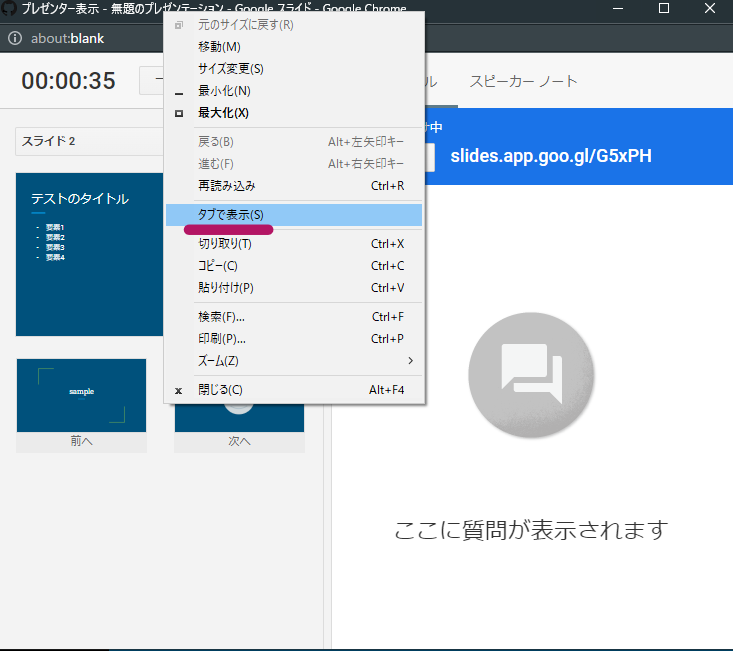 プレゼンター表示 - 無題のプレゼンテーション - Google スライド - Google Chrome
about:blank
00:00:35
スピーカー ノート
スライド 2
slides.app.goo.gl/G5xPH
テストのタイトル
- 要素1
- 要素2
- 要素3
- 要素4
sample
前へ
次へ
元のサイズに戻す(R)
移動(M)
サイズ変更(S)
最小化(N)
最大化(X)
戻る(B) Alt+左矢印キー
進む(F) Alt+右矢印キー
再読み込み Ctrl+R
タブで表示(S)
切り取り(T) Ctrl+X
コピー(C) Ctrl+C
貼り付け(P) Ctrl+V
検索(F)... Ctrl+F
印刷(P)... Ctrl+P
ズーム(Z)
閉じる(C) Alt+F4
ここに質問が表示されます